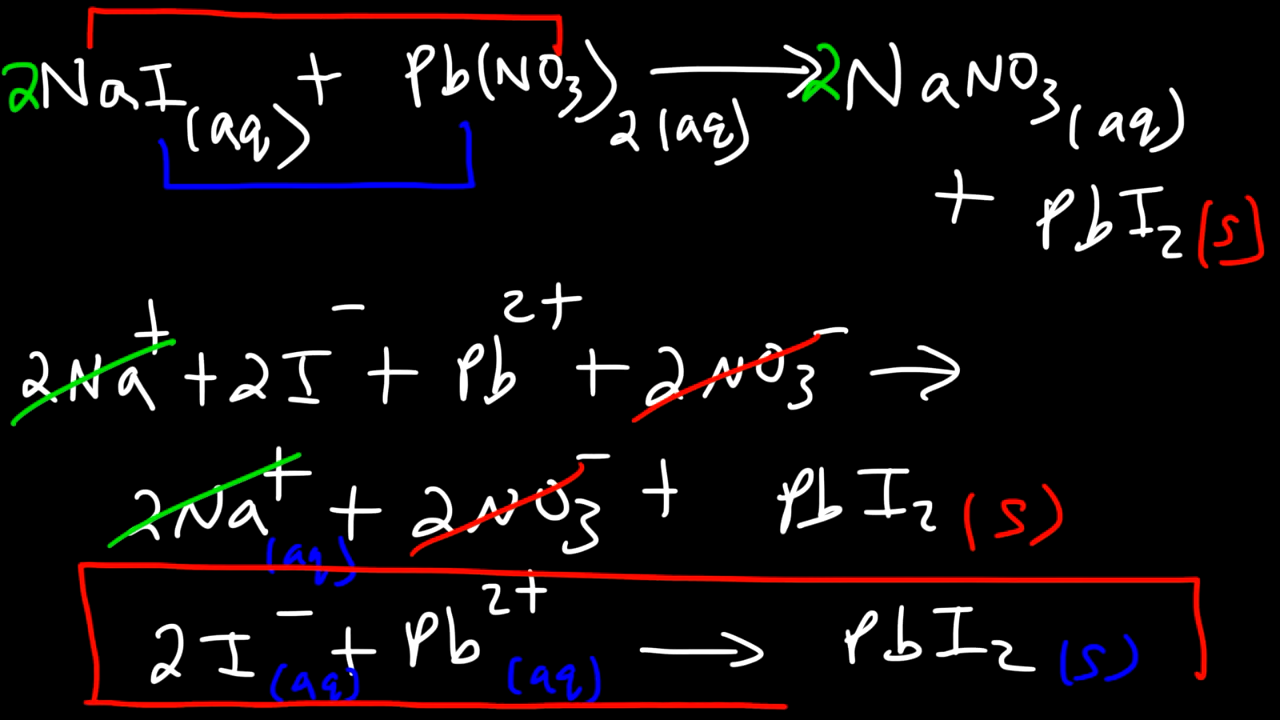 2NaI(aq) + Pb(NO₃)₂(aq) ⟶ 2NaNO₃(aq)
+ PbI₂(s)
2Na⁺ + 2I⁻ + Pb²⁺ + 2NO₃⁻ →
2Na⁺(aq) + 2NO₃⁻ + PbI₂(s)
2I⁻(aq) + Pb²⁺(aq) ⟶ PbI₂(s)